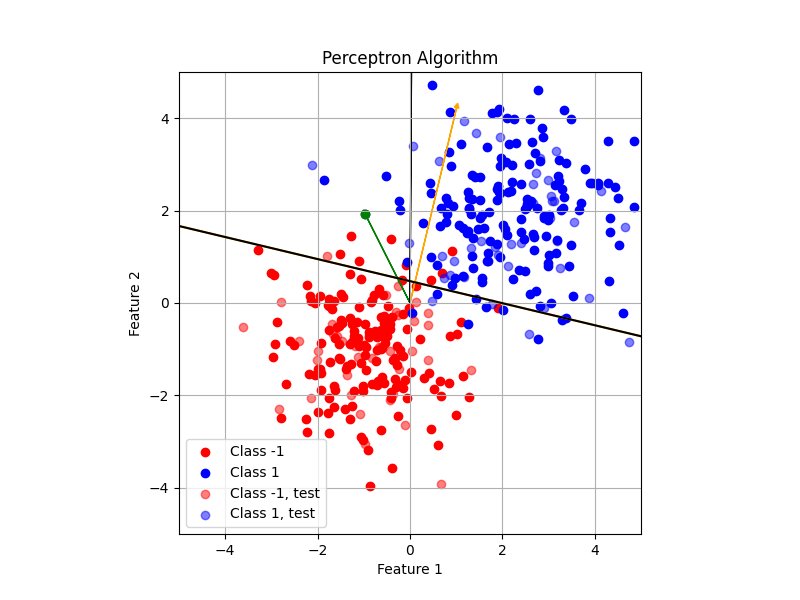 Perceptron Algorithm
4
2
0
−2
−4
Feature 2
Class -1
Class 1
Class -1, test
Class 1, test
−4
−2
0
2
4
Feature 1